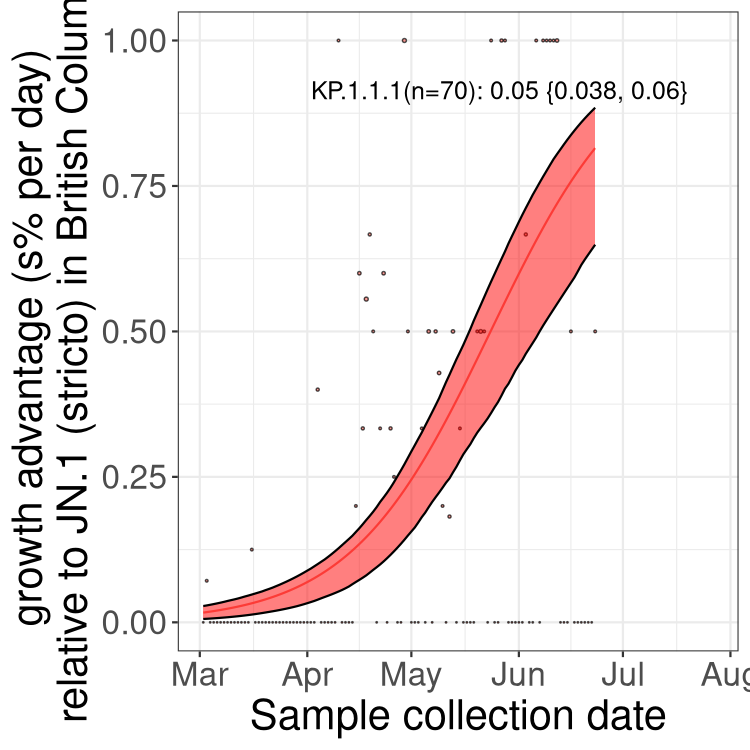 growth advantage (s% per day)
relative to JN.1 (stricto) in British Colum
1.00
0.75
0.50
0.25
0.00
KP.1.1.1(n=70): 0.05 {0.038, 0.06}
Mar Apr May Jun Jul Aug
Sample collection date